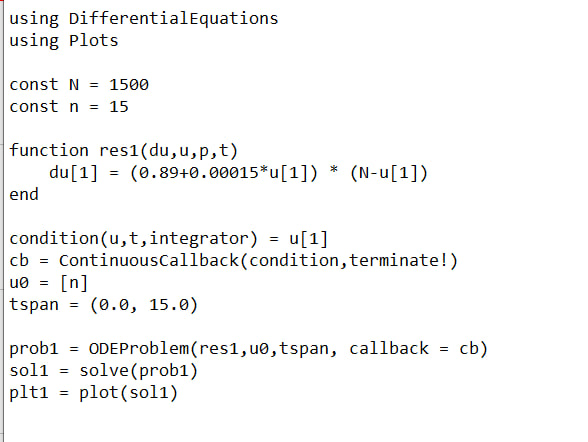 using DifferentialEquations
using Plots
const N = 1500
const n = 15
function res1(du,u,p,t)
    du[1] = (0.89+0.00015*u[1]) * (N-u[1])
end
condition(u,t,integrator) = u[1]
cb = ContinuousCallback(condition,terminate!)
u0 = [n]
tspan = (0.0, 15.0)
prob1 = ODEProblem(res1,u0,tspan, callback = cb)
sol1 = solve(prob1)
plt1 = plot(sol1)